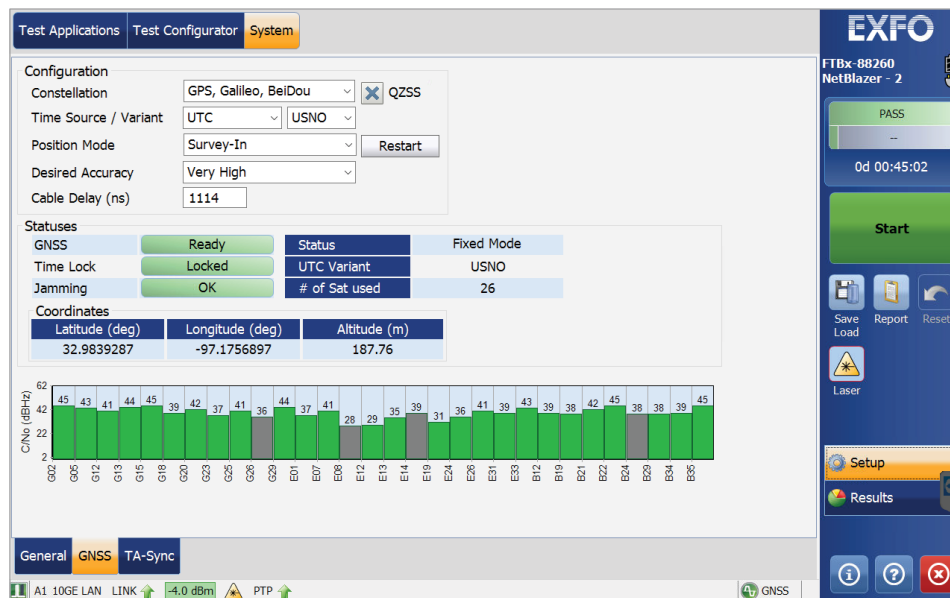 Test Applications Test Configurator System
Configuration
Constellation GPS, Galileo, BeiDou QZSS
Time Source / Variant UTC USNO
Position Mode Survey-In Restart
Desired Accuracy Very High
Cable Delay (ns) 1114
Statuses
GNSS Ready Status Fixed Mode
Time Lock Locked UTC Variant USNO
Jamming OK # of Sat used 26
Coordinates
Latitude (deg) Longitude (deg) Altitude (m)
32.9839287 -97.1756897 187.76
C/No (dBHz)
62
42
22
2
45 43 41 44 45 39 42 37 41 36 44 37 41 28 29 35 39 31 36 41 39 43 39 38 42 45 38 38 39 45
G02 G05 G12 G13 G15 G18 G20 G23 G25 G26 G29 E01 E07 E08 E12 E13 E14 E19 E24 E26 E31 E33 B12 B19 B21 B22 B24 B29 B34 B35
General GNSS TA-Sync
A1 10GE LAN LINK -4.0 dBm PTP GNSS
EXFO
FTBx-88260
NetBlazer - 2
PASS
--
0d 00:45:02
Start
Save Load
Report
Reset
Laser
Setup
Results